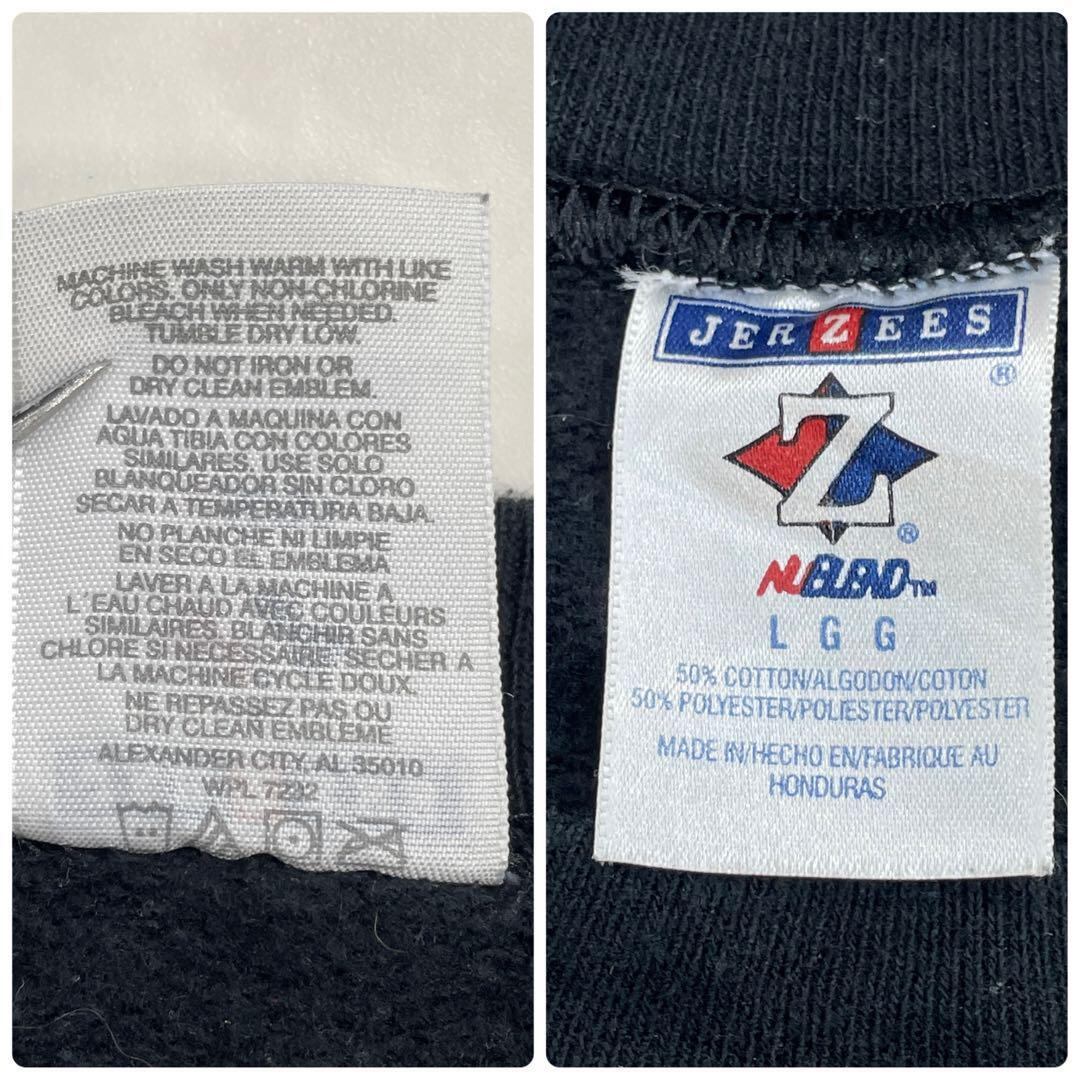 MACHINE WASH WARM WITH LIKE
COLORS. ONLY NON-CHLORINE
BLEACH WHEN NEEDED.
TUMBLE DRY LOW.
DO NOT IRON OR
DRY CLEAN EMBLEM.
LAVADO A MAQUINA CON
AQUA TIBIA CON COLORES
SIMILARES. USE SOLO
BLANQUEADOR SIN CLORO
SECAR A TEMPERATURA BAJA.
NO PLANCHE NI LIMPIE
EN SECO EL EMBLEMA
LAVER A LA MACHINE A
L'EAU CHAUD AVEC COULEURS
SIMILAIRES. BLANCHIR SANS
CHLORE SI NECESSAIRE. SECHER A
LA MACHINE CYCLE DOUX.
NE REPASSEZ PAS OU
DRY CLEAN EMBLEME
ALEXANDER CITY, AL 35010
WPL 7232
JERZEES
®
Z
®
NUBLEND™
L G G
50% COTTON/ALGODON/COTON
50% POLYESTER/POLIESTER/POLYESTER
MADE IN/HECHO EN/FABRIQUE AU
HONDURAS